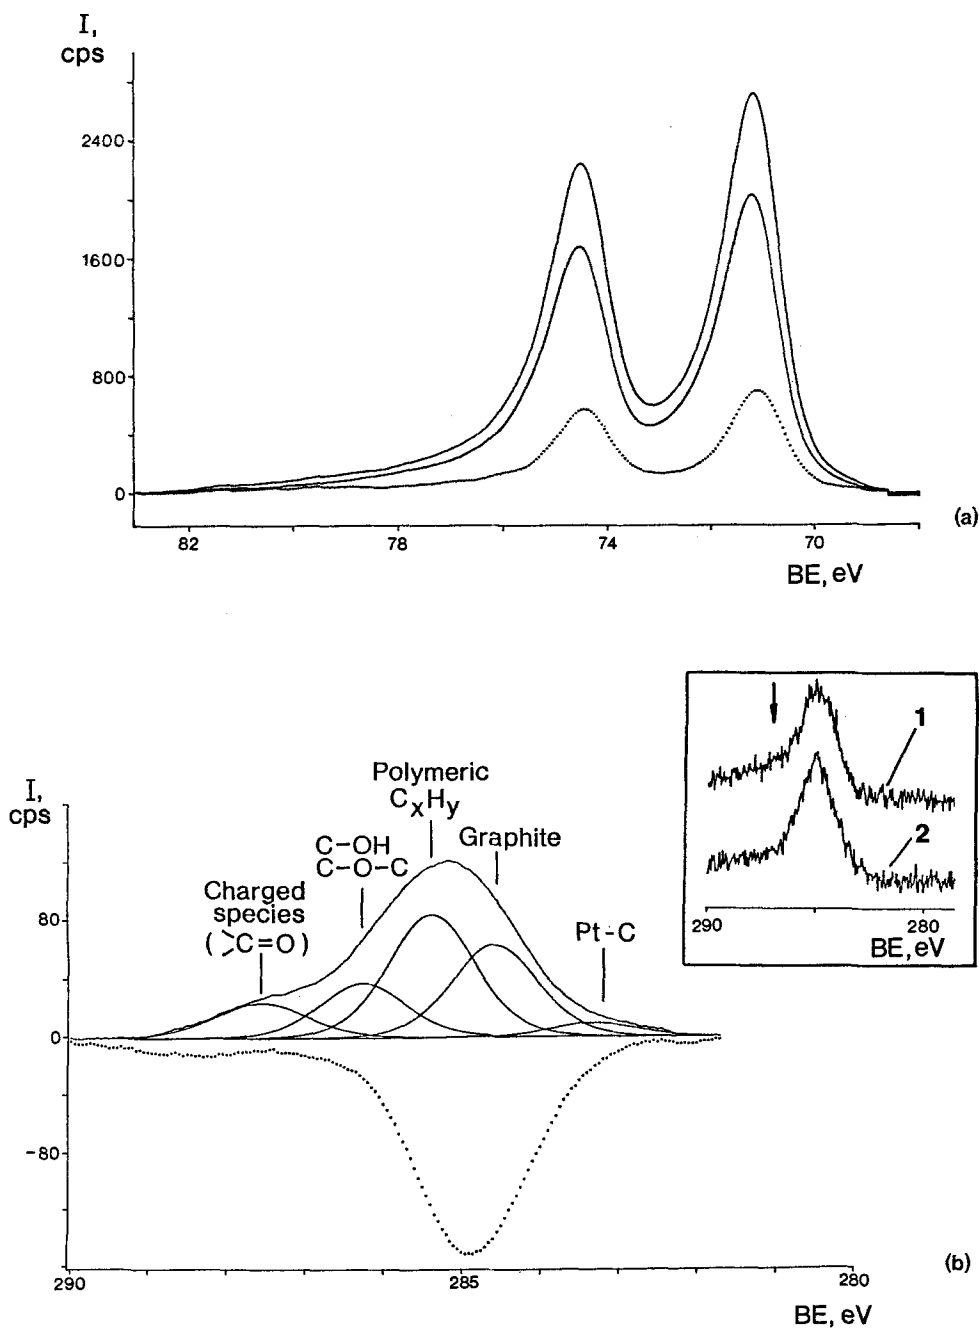 I,
cps
2400
1600
800
0
82
78
74
70
(a)
BE, eV
1
2
290
280
BE, eV
I,
cps
Polymeric
CxHy
Graphite
C-OH
C-O-C
Charged
species
(>C=O)
Pt-C
80
0
-80
290
285
280
(b)
BE, eV